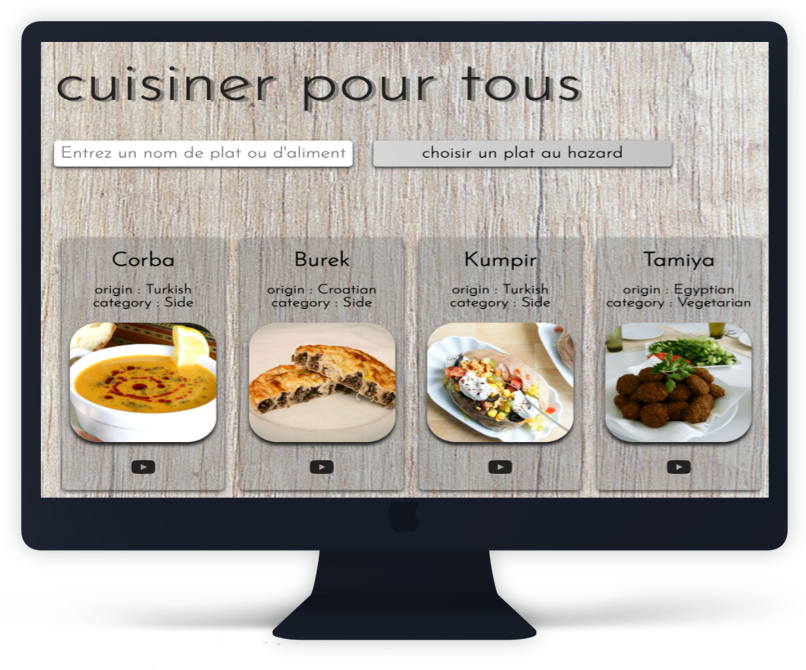 cuisiner pour tous
Entrez un nom de plat ou d'aliment
choisir un plat au hazard
Corba
origin : Turkish
category : Side
Burek
origin : Croatian
category : Side
Kumpir
origin : Turkish
category : Side
Tamiya
origin : Egyptian
category : Vegetarian